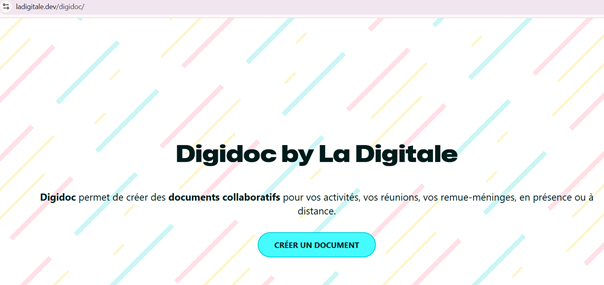 ladigitale.dev/digidoc/
Digidoc by La Digitale
Digidoc permet de créer des documents collaboratifs pour vos activités, vos réunions, vos remue-méninges, en présence ou à
distance.
CRÉER UN DOCUMENT